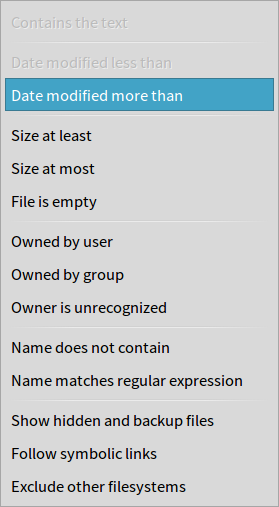 Contains the text
Date modified less than
Date modified more than
Size at least
Size at most
File is empty
Owned by user
Owned by group
Owner is unrecognized
Name does not contain
Name matches regular expression
Show hidden and backup files
Follow symbolic links
Exclude other filesystems